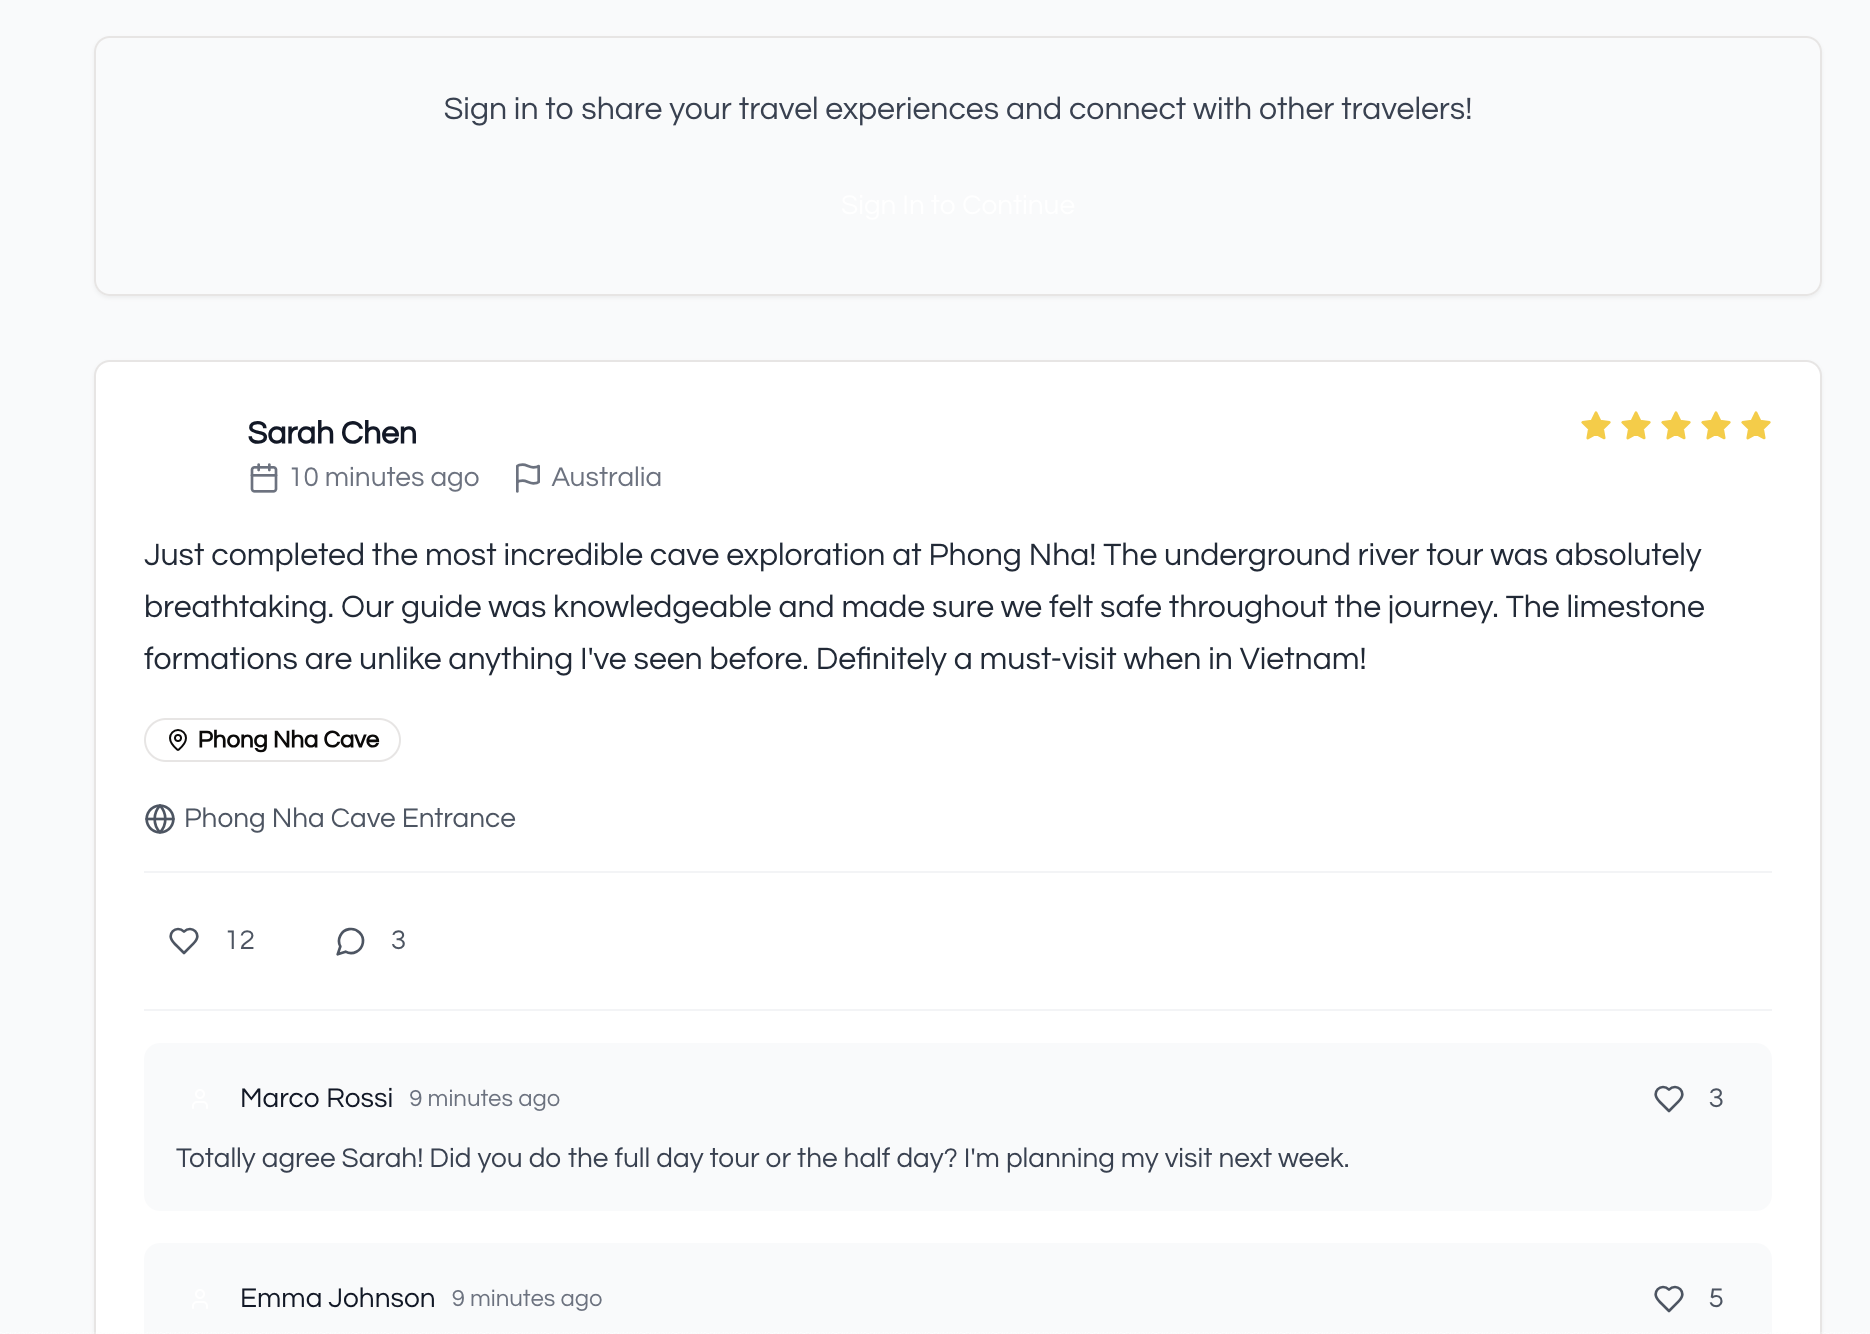 Sign in to share your travel experiences and connect with other travelers!
Sign In to Continue
Sarah Chen
10 minutes ago Australia
Just completed the most incredible cave exploration at Phong Nha! The underground river tour was absolutely
breathtaking. Our guide was knowledgeable and made sure we felt safe throughout the journey. The limestone
formations are unlike anything I've seen before. Definitely a must-visit when in Vietnam!
Phong Nha Cave
Phong Nha Cave Entrance
12 3
Marco Rossi 9 minutes ago 3
Totally agree Sarah! Did you do the full day tour or the half day? I'm planning my visit next week.
Emma Johnson 9 minutes ago 5